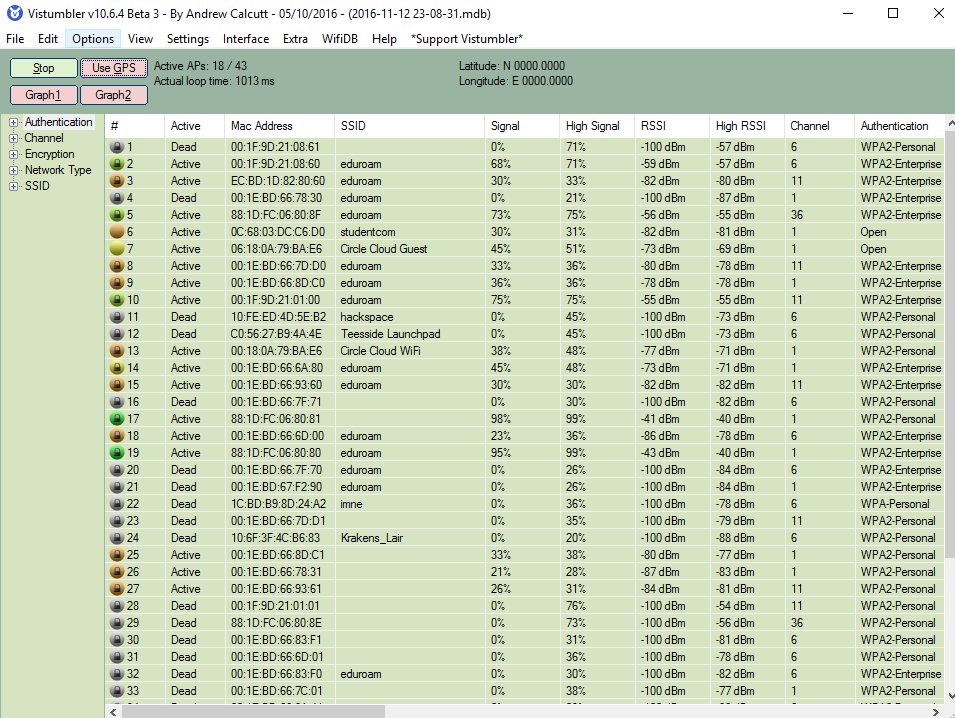 Vistumbler v10.6.4 Beta 3 - By Andrew Calcutt - 05/10/2016 - (2016-11-12 23-08-31.mdb)
File Edit Options View Settings Interface Extra WifiDB Help *Support Vistumbler*
Stop Use GPS Active APs: 18 / 43 Latitude: N 0000.0000
Actual loop time: 1013 ms Longitude: E 0000.0000
Graph1 Graph2
Authentication
Channel
Encryption
Network Type
SSID
# Active Mac Address SSID Signal High Signal RSSI High RSSI Channel Authentication
1 Dead 00:1F:9D:21:08:61 0% 71% -100 dBm -57 dBm 6 WPA2-Personal
2 Active 00:1F:9D:21:08:60 eduroam 68% 71% -59 dBm -57 dBm 6 WPA2-Enterprise
3 Active EC:BD:1D:82:80:60 eduroam 30% 33% -82 dBm -80 dBm 11 WPA2-Enterprise
4 Dead 00:1E:BD:66:78:30 eduroam 0% 21% -100 dBm -87 dBm 1 WPA2-Enterprise
5 Active 88:1D:FC:06:80:8F eduroam 73% 75% -56 dBm -55 dBm 36 WPA2-Enterprise
6 Active 0C:68:03:DC:C6:D0 studentcom 30% 31% -82 dBm -81 dBm 1 Open
7 Active 06:18:0A:79:BA:E6 Circle Cloud Guest 45% 51% -73 dBm -69 dBm 1 Open
8 Active 00:1E:BD:66:7D:D0 eduroam 33% 36% -80 dBm -78 dBm 11 WPA2-Enterprise
9 Active 00:1E:BD:66:8D:C0 eduroam 36% 36% -78 dBm -78 dBm 1 WPA2-Enterprise
10 Active 00:1F:9D:21:01:00 eduroam 75% 75% -55 dBm -55 dBm 11 WPA2-Enterprise
11 Dead 10:FE:ED:4D:5E:B2 hackspace 0% 45% -100 dBm -73 dBm 6 WPA2-Personal
12 Dead C0:56:27:B9:4A:4E Teesside Launchpad 0% 45% -100 dBm -73 dBm 6 WPA2-Personal
13 Active 00:18:0A:79:BA:E6 Circle Cloud WiFi 38% 48% -77 dBm -71 dBm 1 WPA2-Personal
14 Active 00:1E:BD:66:6A:80 eduroam 45% 48% -73 dBm -71 dBm 1 WPA2-Enterprise
15 Active 00:1E:BD:66:93:60 eduroam 30% 30% -82 dBm -82 dBm 11 WPA2-Enterprise
16 Dead 00:1E:BD:66:7F:71 0% 30% -100 dBm -82 dBm 6 WPA2-Personal
17 Active 88:1D:FC:06:80:81 98% 99% -41 dBm -40 dBm 1 WPA2-Personal
18 Active 00:1E:BD:66:6D:00 eduroam 23% 36% -86 dBm -78 dBm 6 WPA2-Enterprise
19 Active 88:1D:FC:06:80:80 eduroam 95% 99% -43 dBm -40 dBm 1 WPA2-Enterprise
20 Dead 00:1E:BD:66:7F:70 eduroam 0% 26% -100 dBm -84 dBm 6 WPA2-Enterprise
21 Dead 00:1E:BD:67:F2:90 eduroam 0% 26% -100 dBm -84 dBm 1 WPA2-Enterprise
22 Dead 1C:BD:B9:8D:24:A2 imne 0% 36% -100 dBm -78 dBm 6 WPA-Personal
23 Dead 00:1E:BD:66:7D:D1 0% 35% -100 dBm -79 dBm 11 WPA2-Personal
24 Dead 10:6F:3F:4C:B6:83 Krakens_Lair 0% 20% -100 dBm -88 dBm 6 WPA2-Personal
25 Active 00:1E:BD:66:8D:C1 33% 38% -80 dBm -77 dBm 1 WPA2-Personal
26 Active 00:1E:BD:66:78:31 21% 28% -87 dBm -83 dBm 1 WPA2-Personal
27 Active 00:1E:BD:66:93:61 26% 31% -84 dBm -81 dBm 11 WPA2-Personal
28 Dead 00:1F:9D:21:01:01 0% 76% -100 dBm -54 dBm 11 WPA2-Personal
29 Dead 88:1D:FC:06:80:8E 0% 73% -100 dBm -56 dBm 36 WPA2-Personal
30 Dead 00:1E:BD:66:83:F1 0% 31% -100 dBm -81 dBm 6 WPA2-Personal
31 Dead 00:1E:BD:66:6D:01 0% 36% -100 dBm -78 dBm 6 WPA2-Personal
32 Dead 00:1E:BD:66:83:F0 eduroam 0% 30% -100 dBm -82 dBm 6 WPA2-Enterprise
33 Dead 00:1E:BD:66:7C:01 0% 38% -100 dBm -77 dBm 1 WPA2-Personal